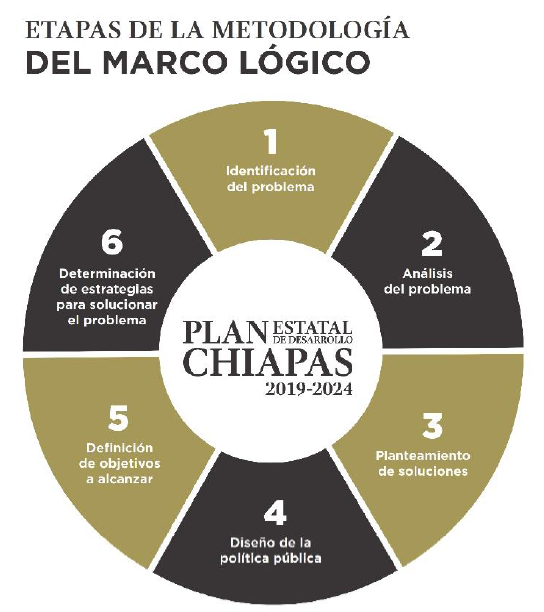 ETAPAS DE LA METODOLOGÍA
DEL MARCO LÓGICO
1
Identificación
del problema
2
Análisis
del problema
3
Planteamiento
de soluciones
4
Diseño de la
política pública
5
Definición
de objetivos
a alcanzar
6
Determinación
de estrategias
para solucionar
el problema
PLAN ESTATAL
DE DESARROLLO
CHIAPAS
2019-2024